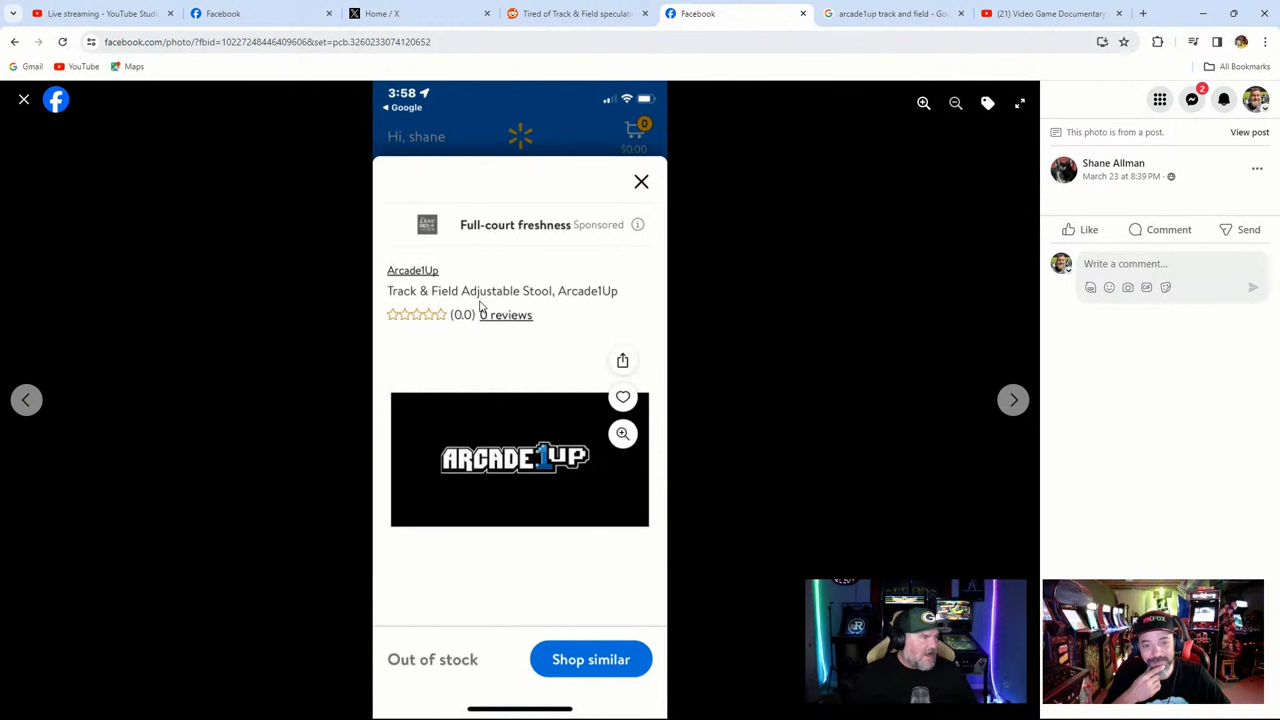 Live streaming - YouTube Studi
Facebook
Home / X
Tired of Track & Field speculat
Facebook
arcade1up track and field - Go
(21) Video Game Documentary
facebook.com/photo/?fbid=10227248446409606&set=pcb.3260233074120652
Gmail
YouTube
Maps
All Bookmarks
3:58
Google
Hi, shane
0
$0.00
Full-court freshness Sponsored
Arcade1Up
Track & Field Adjustable Stool, Arcade1Up
(0.0) 0 reviews
ARCADE1UP
Out of stock
Shop similar
2
This photo is from a post.
View post
Shane Allman
March 23 at 8:39 PM
Like
Comment
Send
Write a comment...